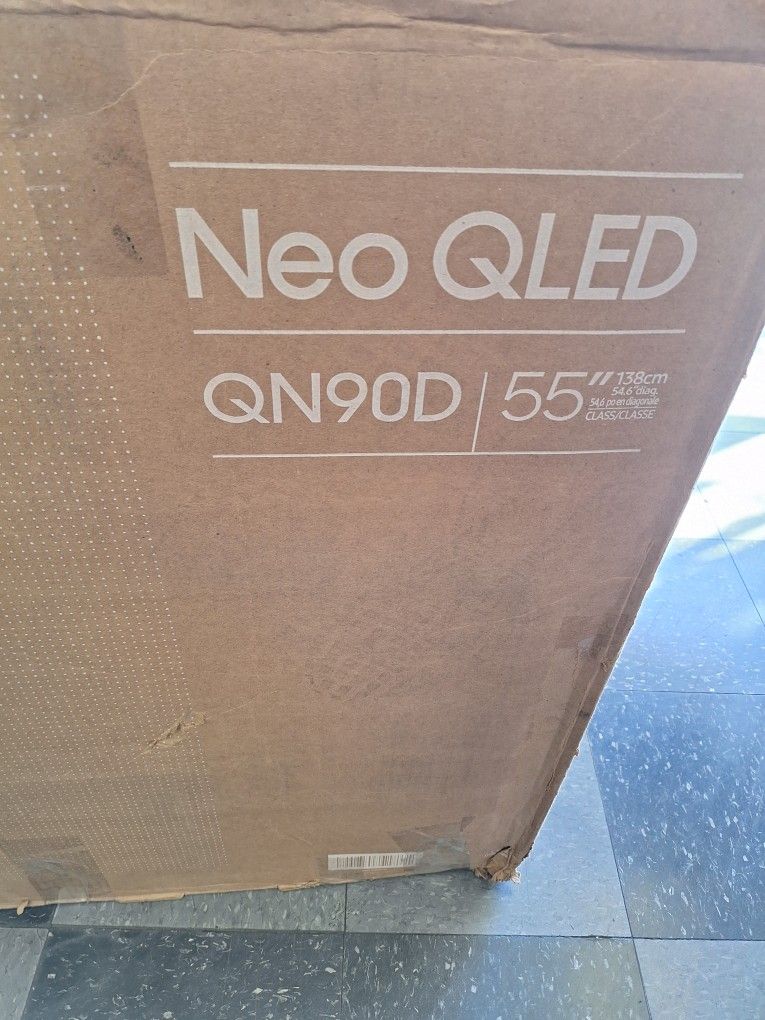 Neo QLED
QN90D 55"
138cm
54.6"diag.
54,6 po en diagonale
CLASS/CLASSE